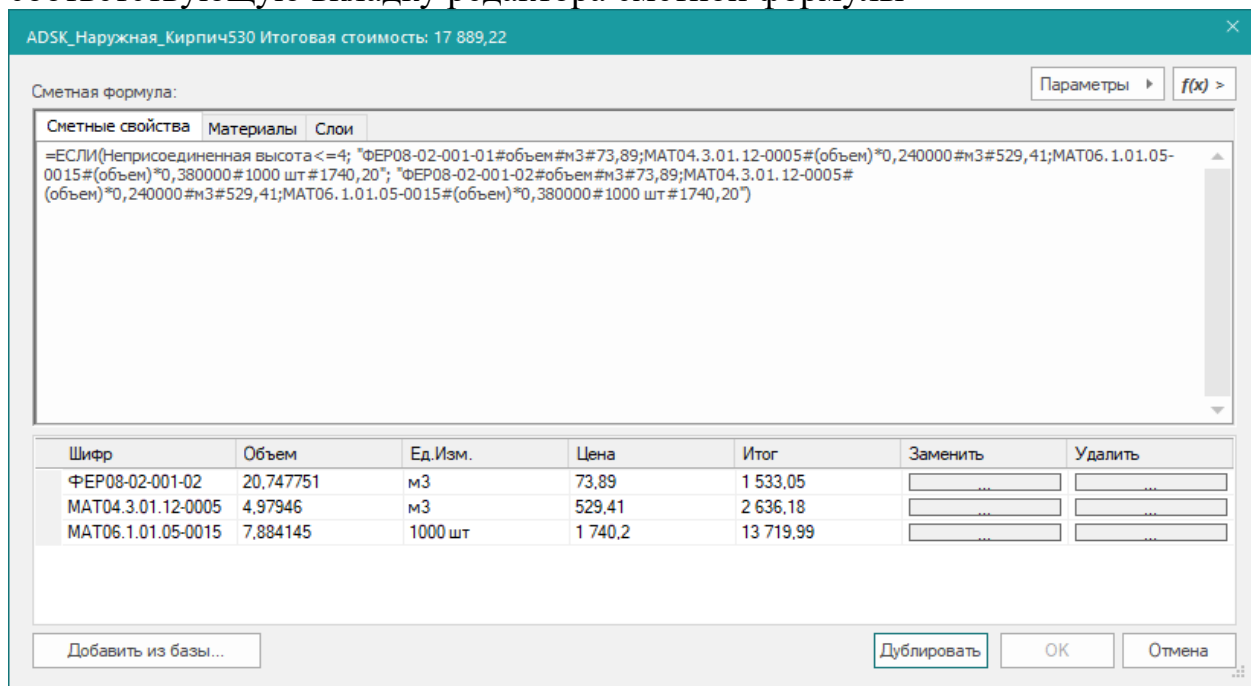 соответствующую вкладку редактора сметной формулы
ADSK_Наружная_Кирпич530 Итоговая стоимость: 17 889,22
Сметная формула:
Параметры
f(x) >
Сметные свойства Материалы Слои
=ЕСЛИ(Неприсоединенная высота<=4; "ФЕР08-02-001-01#объем#м3#73,89;МАТ04.3.01.12-0005#(объем)*0,240000#м3#529,41;МАТ06.1.01.05-
0015#(объем)*0,380000#1000 шт#1740,20"; "ФЕР08-02-001-02#объем#м3#73,89;МАТ04.3.01.12-0005#
(объем)*0,240000#м3#529,41;МАТ06.1.01.05-0015#(объем)*0,380000#1000 шт#1740,20")
Шифр Объем Ед.Изм. Цена Итог Заменить Удалить
ФЕР08-02-001-02 20,747751 м3 73,89 1 533,05 ... ...
МАТ04.3.01.12-0005 4,97946 м3 529,41 2 636,18 ... ...
МАТ06.1.01.05-0015 7,884145 1000 шт 1 740,2 13 719,99 ... ...
Добавить из базы... Дублировать OK Отмена